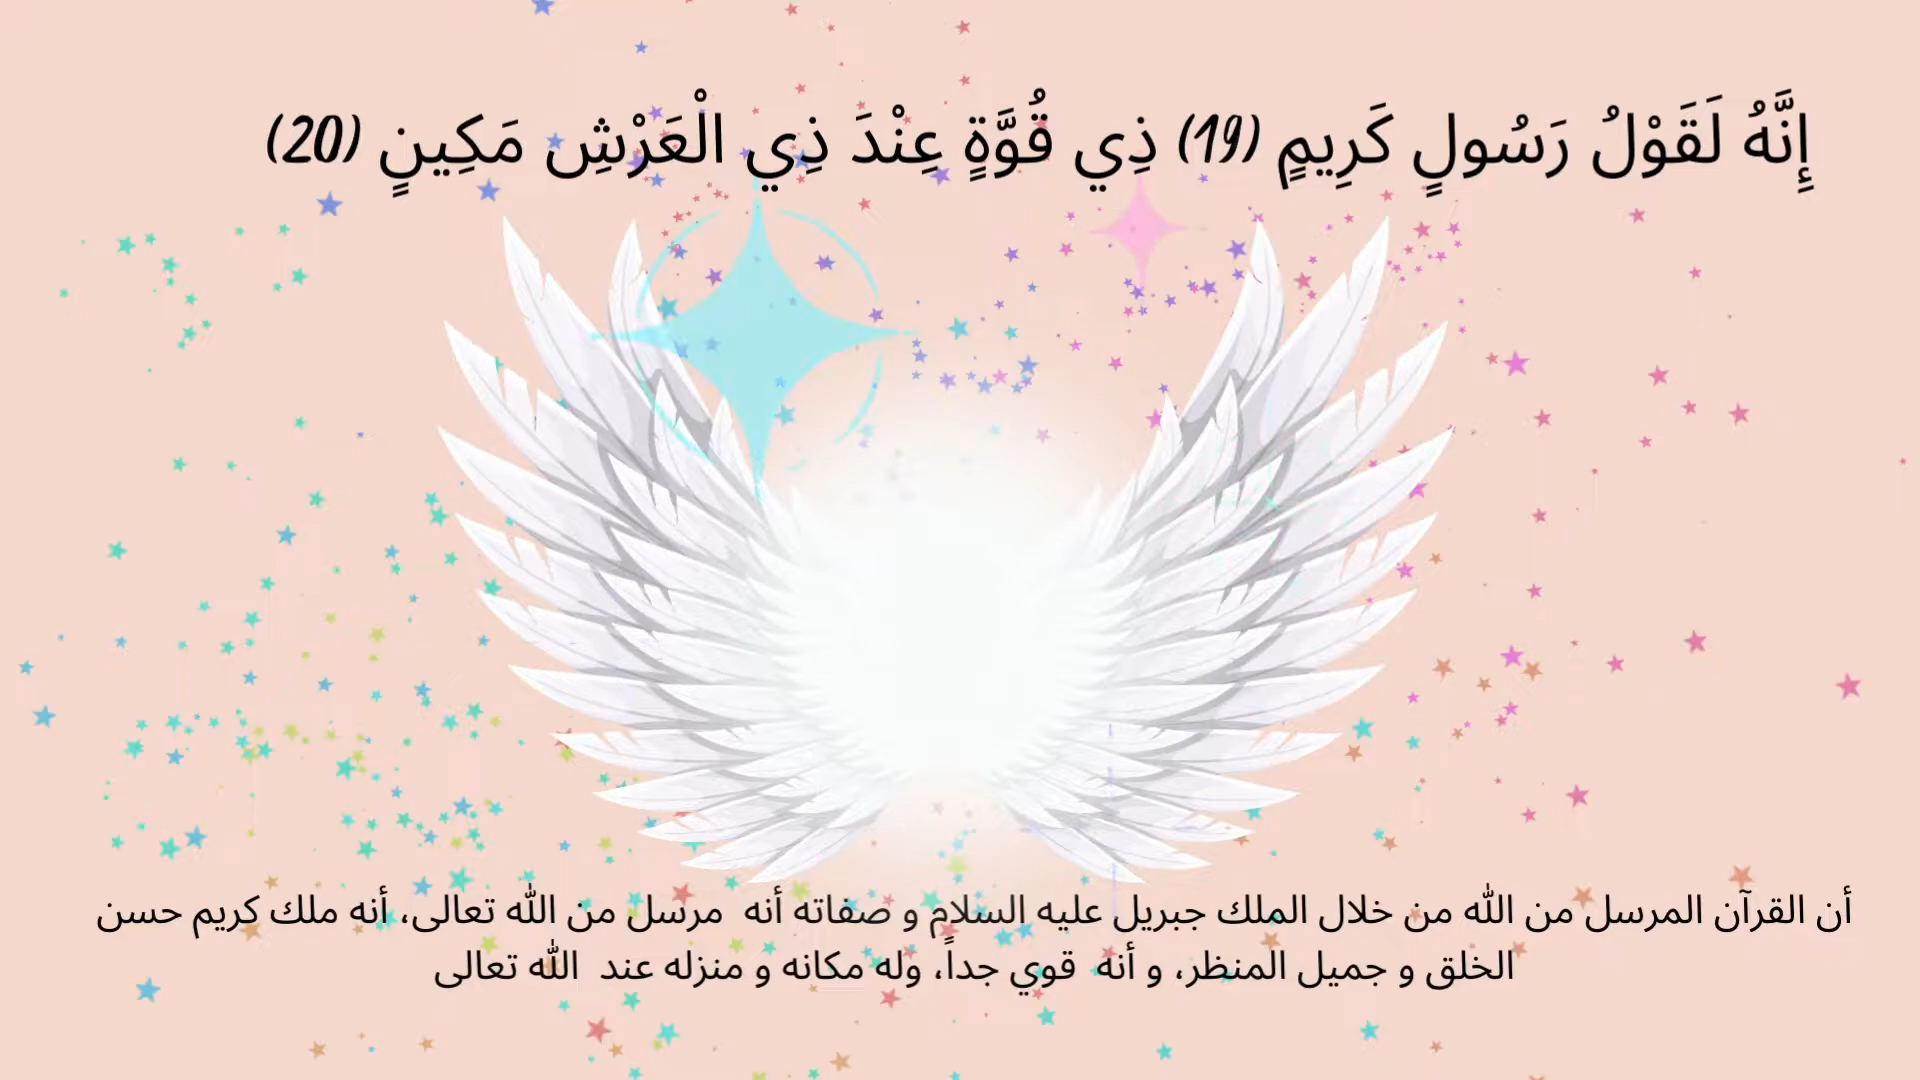 إِنَّهُ لَقَوْلُ رَسُولٍ كَرِيمٍ (19) ذِي قُوَّةٍ عِنْدَ ذِي الْعَرْشِ مَكِينٍ (20)
أن القرآن المرسل من الله من خلال الملك جبريل عليه السلام و صفاته أنه مرسل من الله تعالى، أنه ملك كريم حسن
الخلق و جميل المنظر، و أنه قوي جداً، وله مكانه و منزله عند الله تعالى